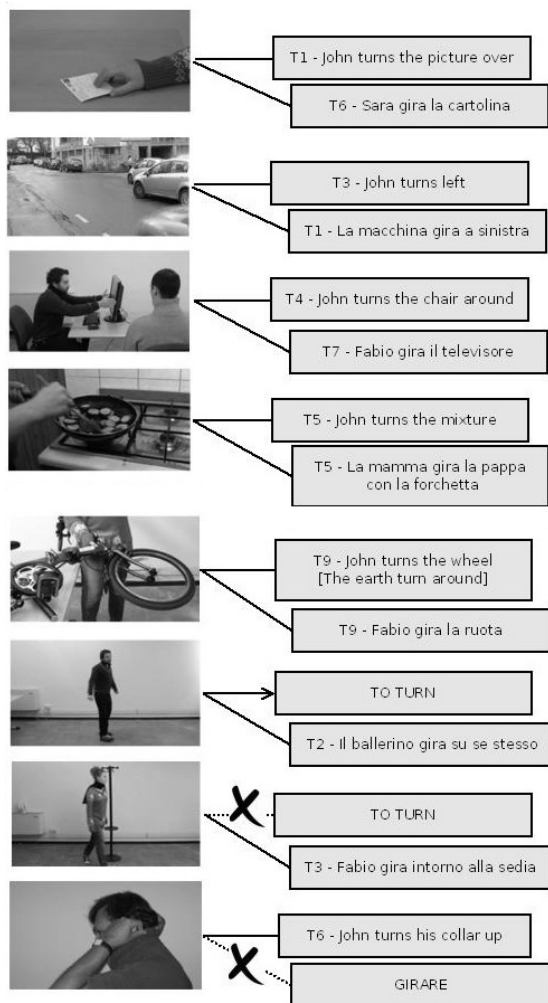 T1 - John turns the picture over
T6 - Sara gira la cartolina
T3 - John turns left
T1 - La macchina gira a sinistra
T4 - John turns the chair around
T7 - Fabio gira il televisore
T5 - John turns the mixture
T5 - La mamma gira la pappa
con la forchetta
T9 - John turns the wheel
[The earth turn around]
T9 - Fabio gira la ruota
TO TURN
T2 - Il ballerino gira su se stesso
TO TURN
T3 - Fabio gira intorno alla sedia
T6 - John turns his collar up
GIRARE